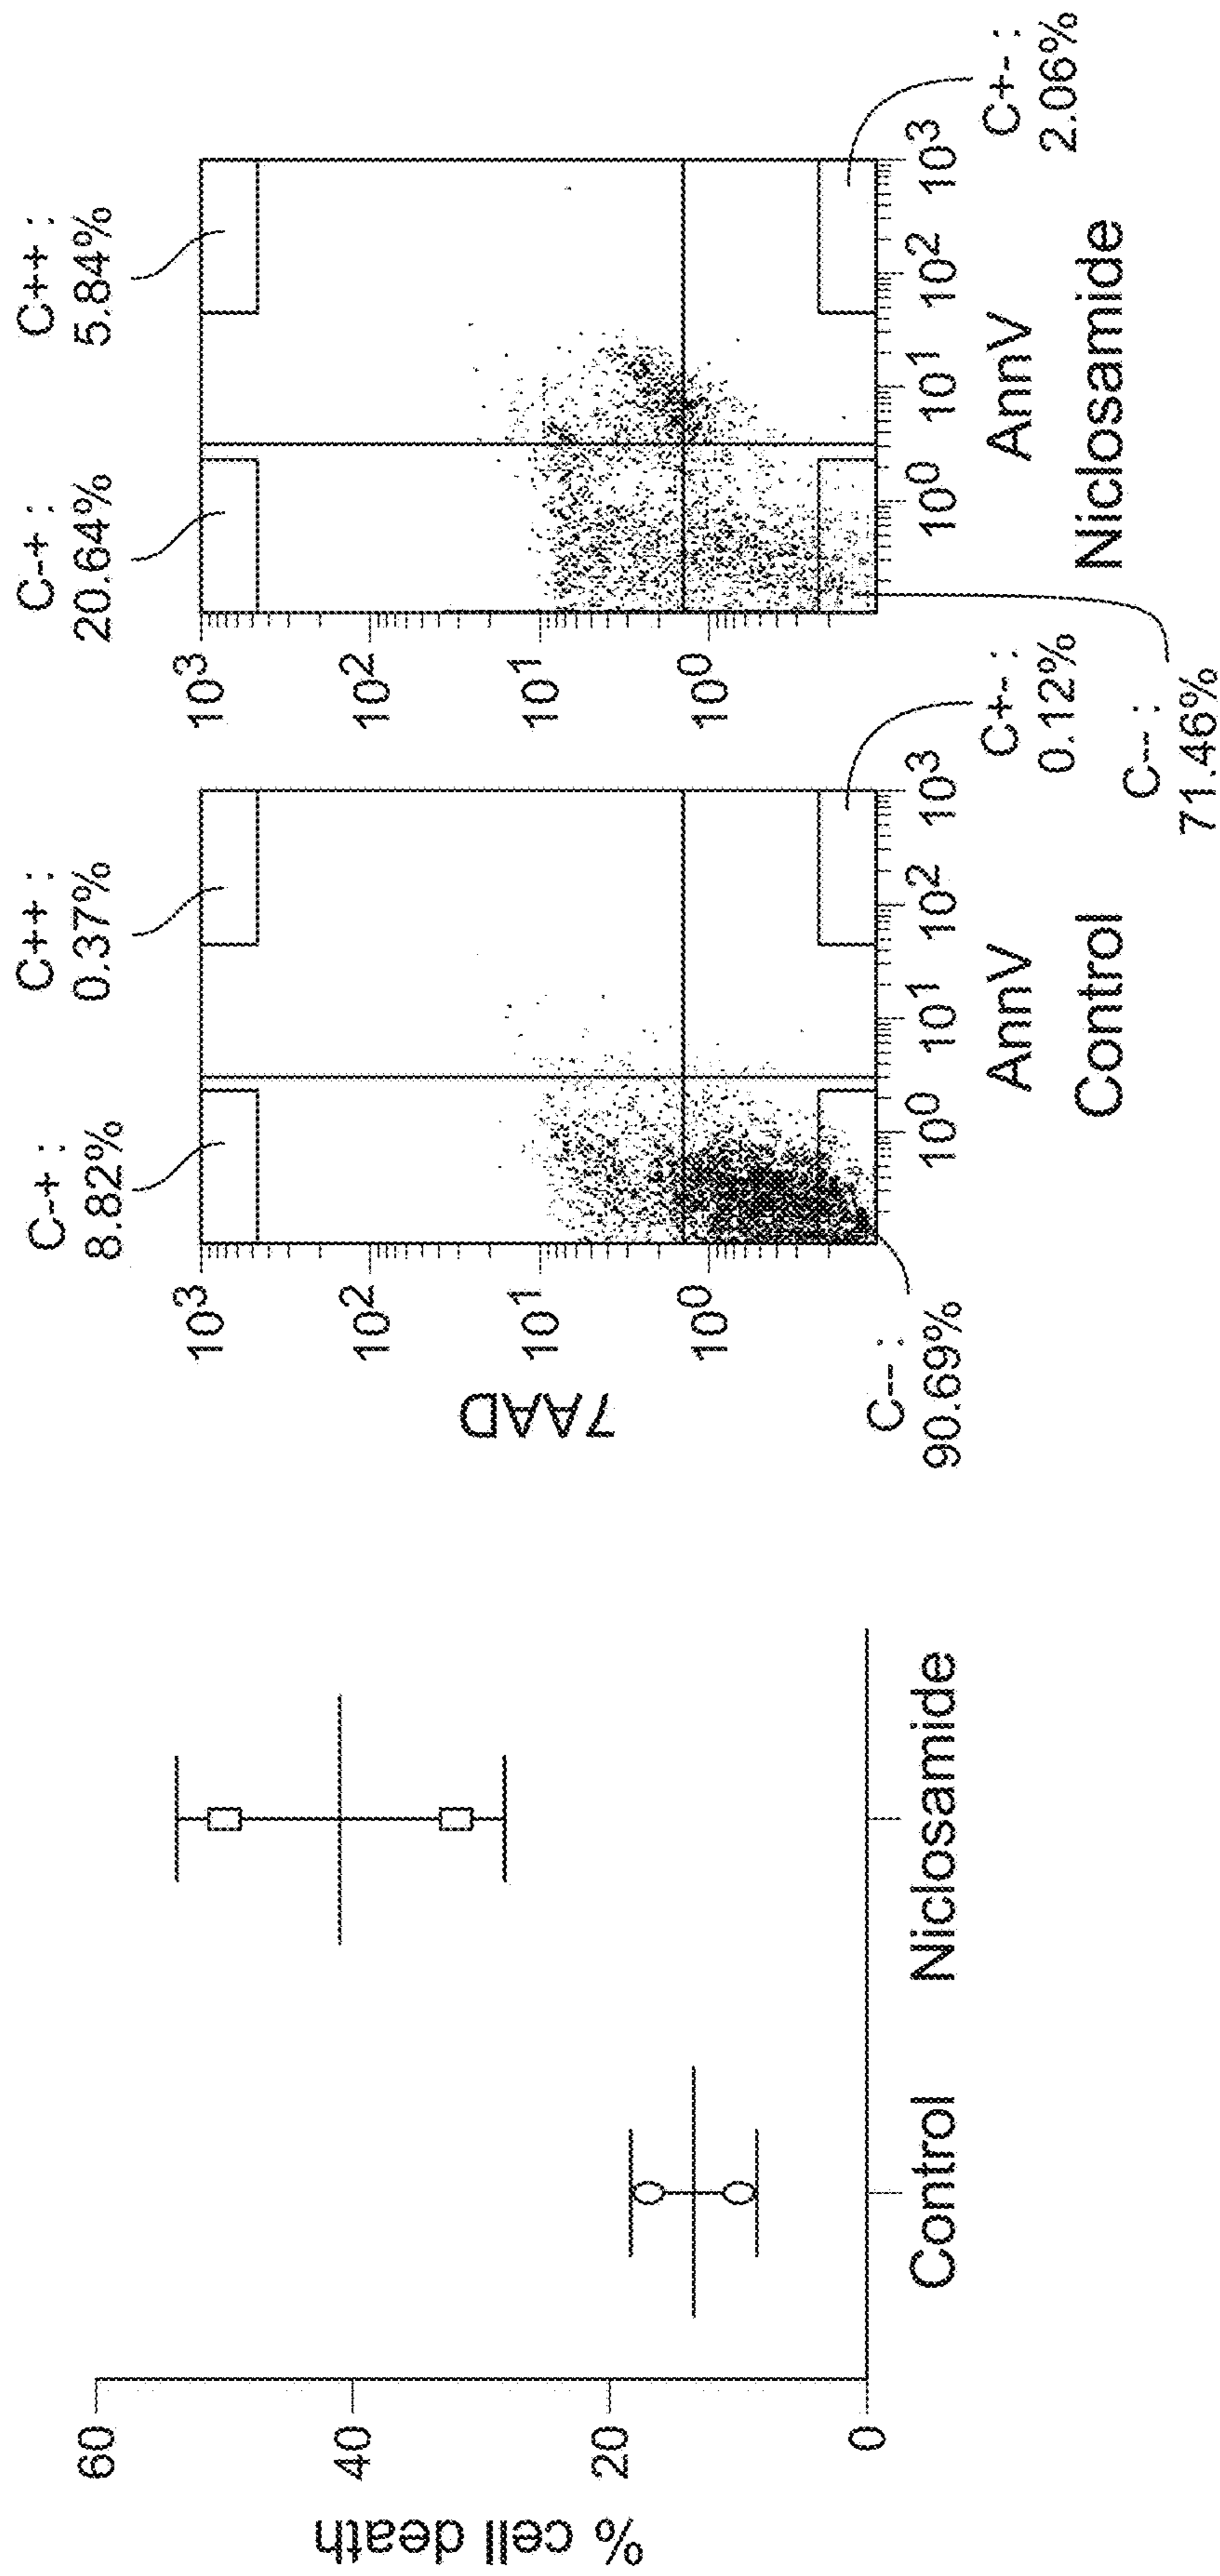 % cell death
60
40
20
0
Control
Niclosamide
7AAD
C-+ :
8.82%
C++ :
0.37%
10³
10²
10¹
10⁰
10⁰
10¹
10²
10³
C-- :
90.69%
C+- :
0.12%
AnnV
Control
C-+ :
20.64%
C++ :
5.84%
10³
10²
10¹
10⁰
10⁰
10¹
10²
10³
C-- :
71.46%
C+- :
2.06%
AnnV
Niclosamide